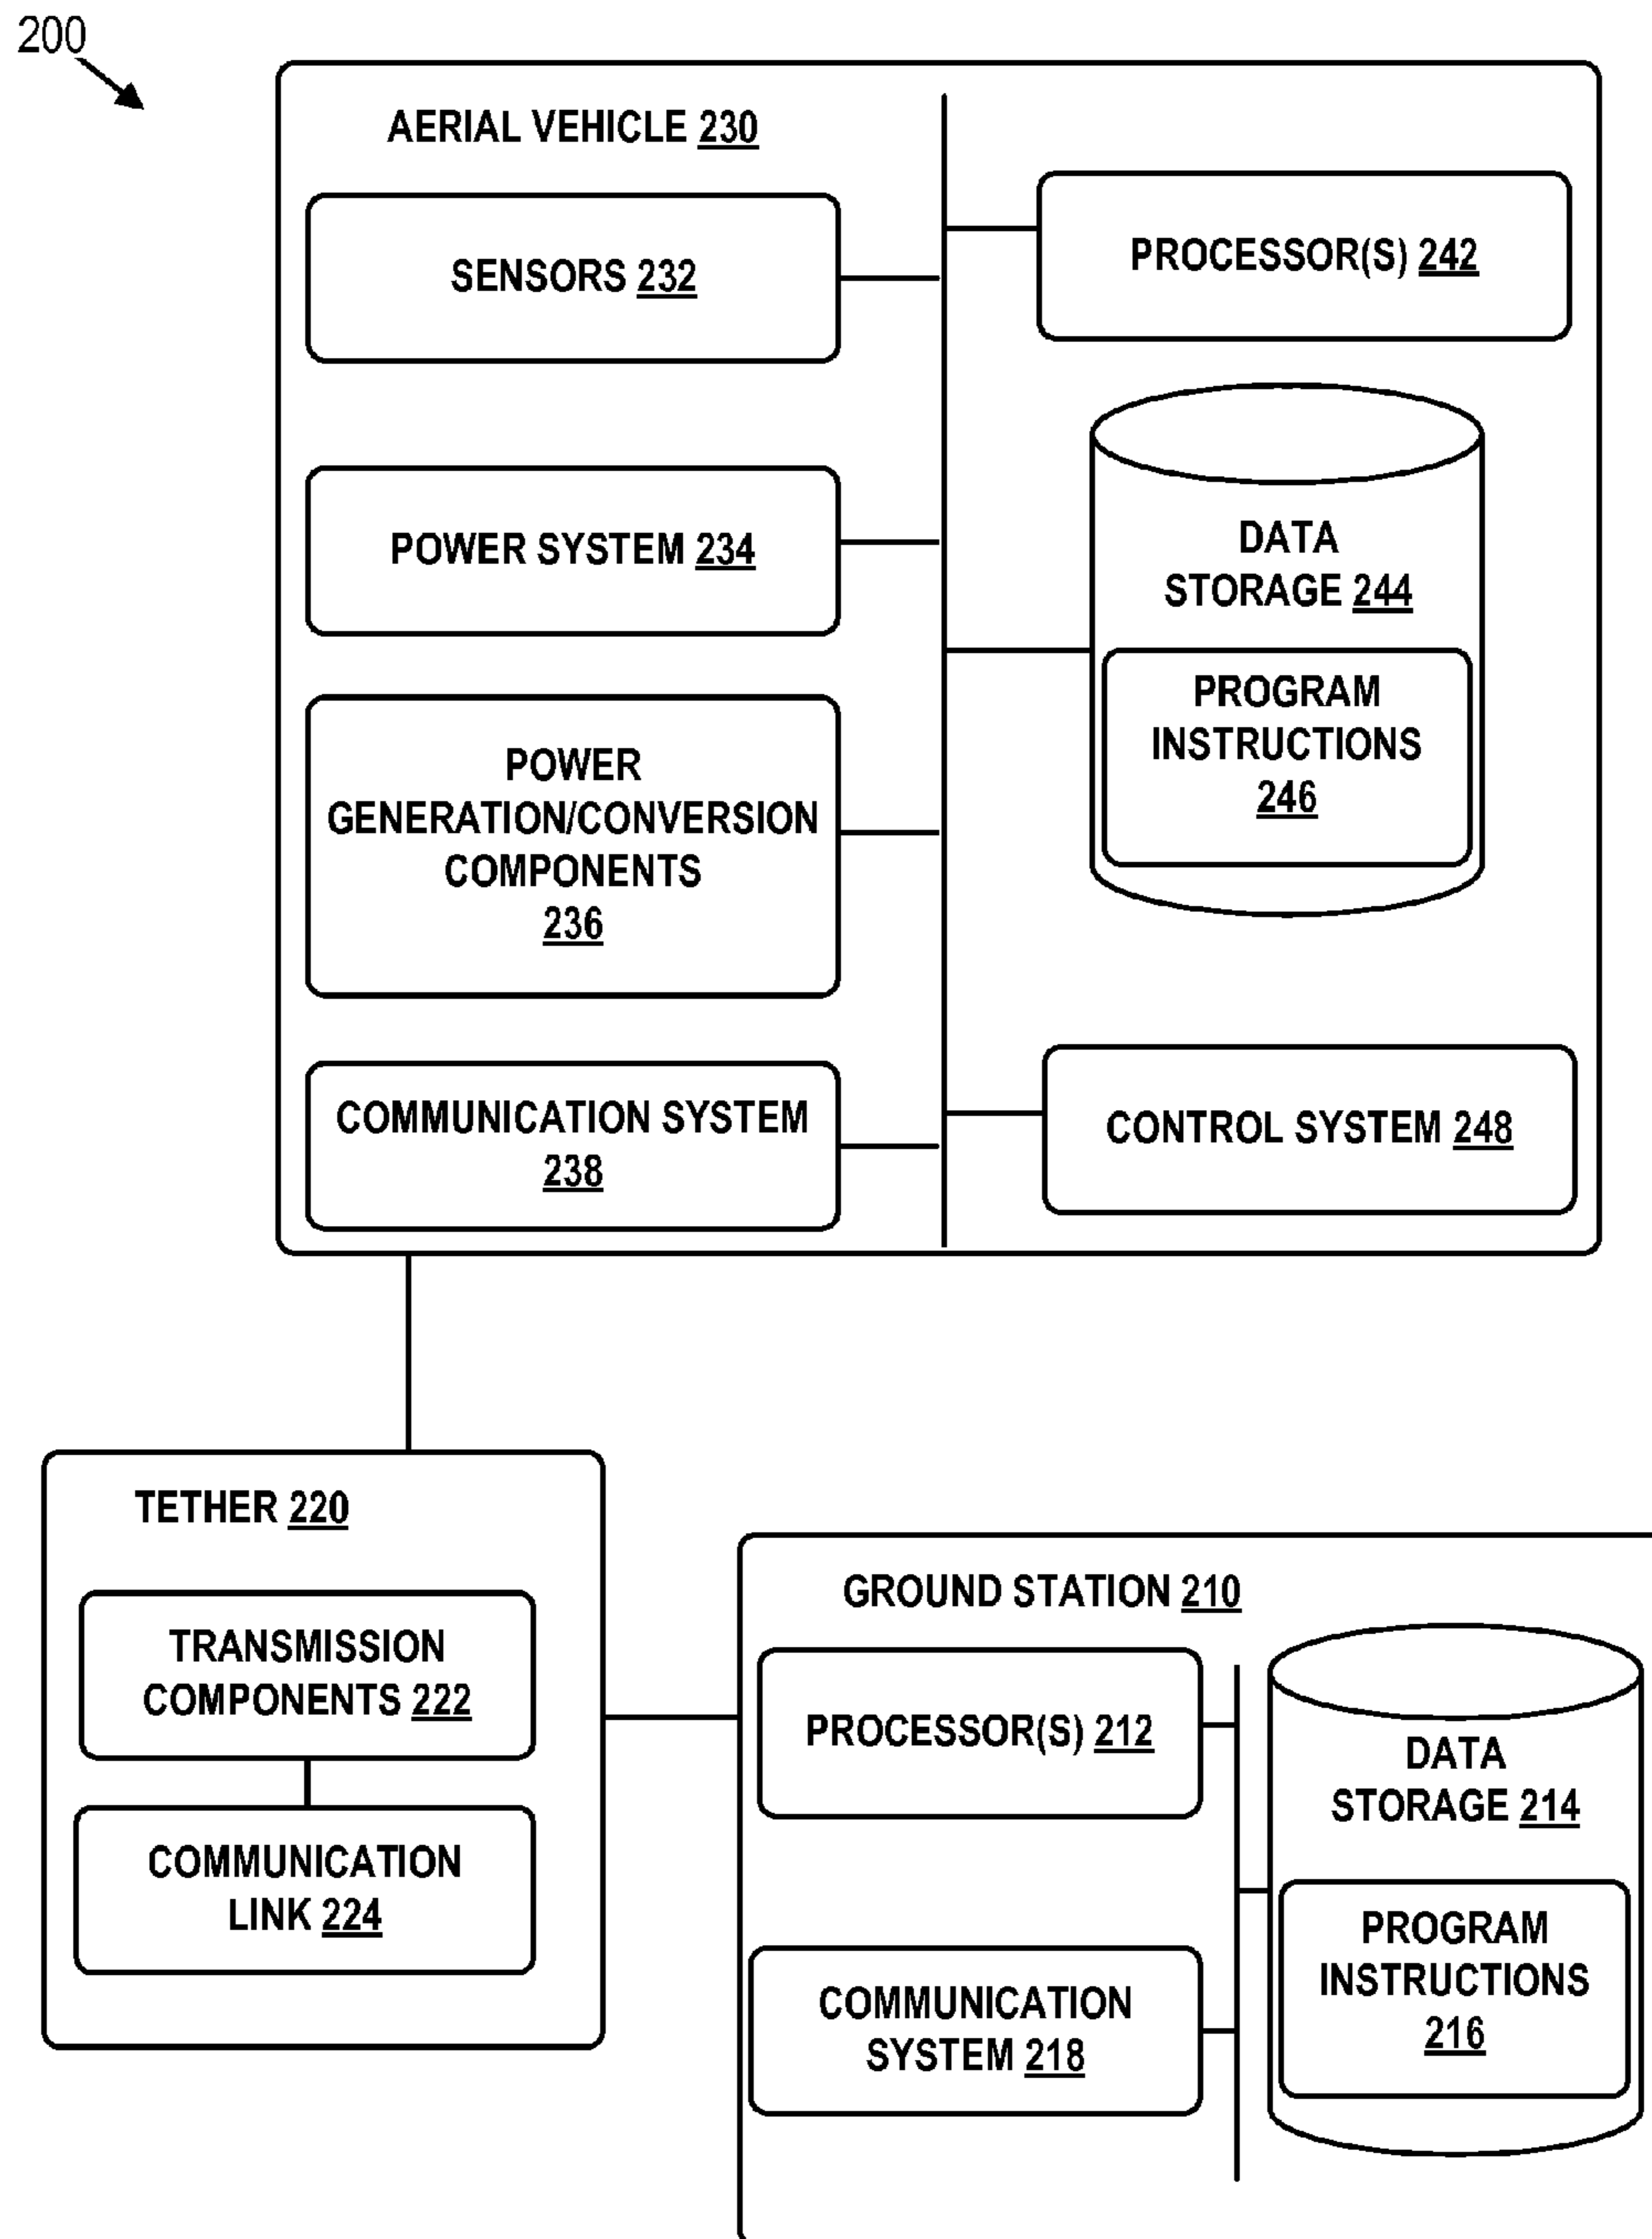 200
AERIAL VEHICLE 230
SENSORS 232
POWER SYSTEM 234
POWER
GENERATION/CONVERSION
COMPONENTS
236
COMMUNICATION SYSTEM
238
PROCESSOR(S) 242
DATA
STORAGE 244
PROGRAM
INSTRUCTIONS
246
CONTROL SYSTEM 248
TETHER 220
TRANSMISSION
COMPONENTS 222
COMMUNICATION
LINK 224
GROUND STATION 210
PROCESSOR(S) 212
COMMUNICATION
SYSTEM 218
DATA
STORAGE 214
PROGRAM
INSTRUCTIONS
216